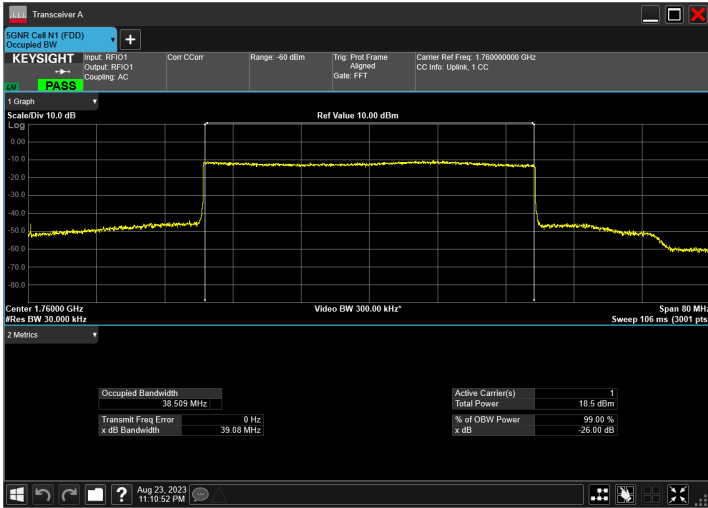 Transceiver A
5GNR Cell N1 (FDD)
Occupied BW
KEYSIGHT
PASS
Input: RFIO1
Output: RFIO1
Coupling: AC
Corr CCorr
Range: -60 dBm
Trig: Prot Frame
Aligned
Gate: FFT
Carrier Ref Freq: 1.760000000 GHz
CC Info: Uplink, 1 CC
1 Graph
Scale/Div 10.0 dB
Ref Value 10.00 dBm
Log
0.00
-10.0
-20.0
-30.0
-40.0
-50.0
-60.0
-70.0
-80.0
Center 1.76000 GHz
Video BW 300.00 kHz*
Span 80 MHz
#Res BW 30.000 kHz
Sweep 106 ms (3001 pts
2 Metrics
Occupied Bandwidth
38.509 MHz
Transmit Freq Error 0 Hz
x dB Bandwidth 39.08 MHz
Active Carrier(s) 1
Total Power 18.5 dBm
% of OBW Power 99.00 %
x dB -26.00 dB
Aug 23, 2023
11:10:52 PM